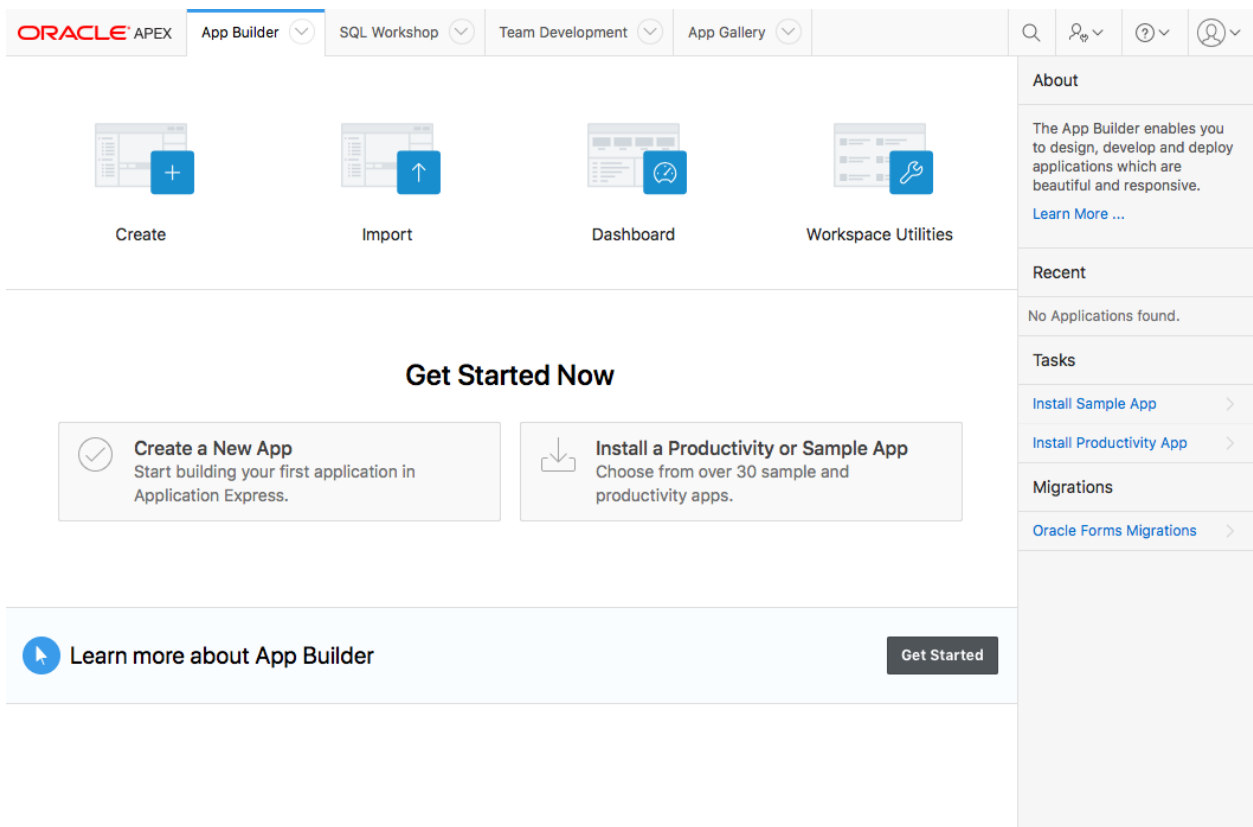 ORACLE APEX
App Builder
SQL Workshop
Team Development
App Gallery
Create
Import
Dashboard
Workspace Utilities
Get Started Now
Create a New App
Start building your first application in
Application Express.
Install a Productivity or Sample App
Choose from over 30 sample and
productivity apps.
Learn more about App Builder
Get Started
About
The App Builder enables you
to design, develop and deploy
applications which are
beautiful and responsive.
Learn More ...
Recent
No Applications found.
Tasks
Install Sample App
Install Productivity App
Migrations
Oracle Forms Migrations